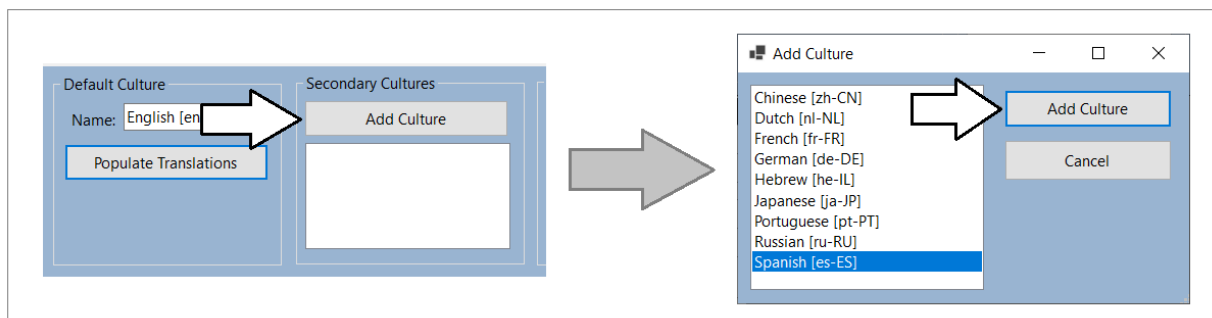 Default Culture
Name: English [en
Populate Translations
Secondary Cultures
Add Culture
Add Culture
Chinese [zh-CN]
Dutch [nl-NL]
French [fr-FR]
German [de-DE]
Hebrew [he-IL]
Japanese [ja-JP]
Portuguese [pt-PT]
Russian [ru-RU]
Spanish [es-ES]
Add Culture
Cancel